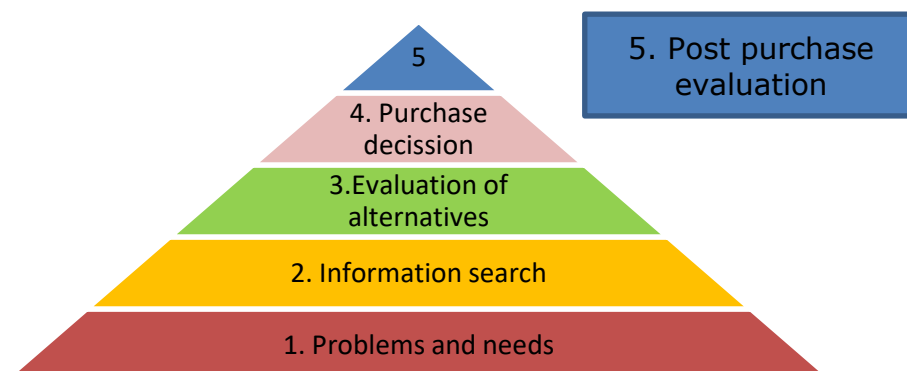 5
5. Post purchase
evaluation
4. Purchase
decission
3.Evaluation of
alternatives
2. Information search
1. Problems and needs